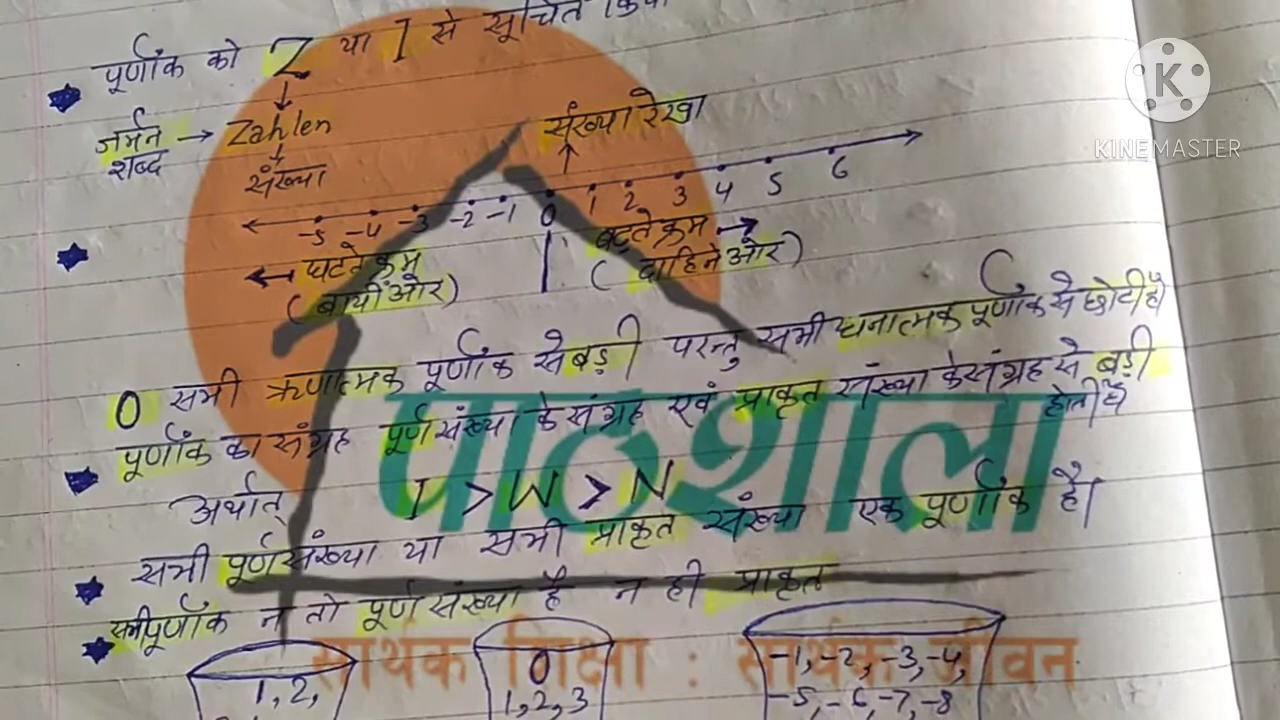 पूर्णांक को Z या I से सूचित किया
जर्मन शब्द → Zahlen
संख्या
संख्या रेखा
-5 -4 -3 -2 -1 0 1 2 3 4 5 6
घटते क्रम
(बायीं ओर)
बढ़ते क्रम
(दाहिने ओर)
0 सभी ऋणात्मक पूर्णांक से बड़ी परन्तु सभी धनात्मक पूर्णांक से छोटी है
पूर्णांक का संग्रह पूर्ण संख्या के संग्रह एवं प्राकृत संख्या के संग्रह से बड़ी
होती है
अर्थात् I > W > N
सभी पूर्ण संख्या या सभी प्राकृत संख्या एक पूर्णांक है।
सभी पूर्णांक न तो पूर्ण संख्या है न ही प्राकृत
1, 2,
0
1, 2, 3
-1, -2, -3, -4,
-5, -6, -7, -8
KINEMASTER
पाठशाला
सार्थक शिक्षा : सार्थक जीवन